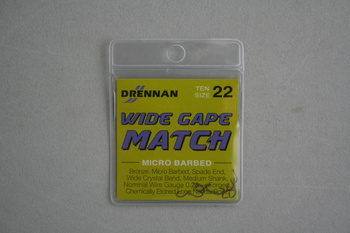 DRENNAN
TEN
SIZE 22
WIDE GAPE
MATCH
MICRO BARBED
Bronze, Micro Barbed, Spade End,
Wide Crystal Bend, Medium Shank,
Nominal Wire Gauge
Chemically Etched